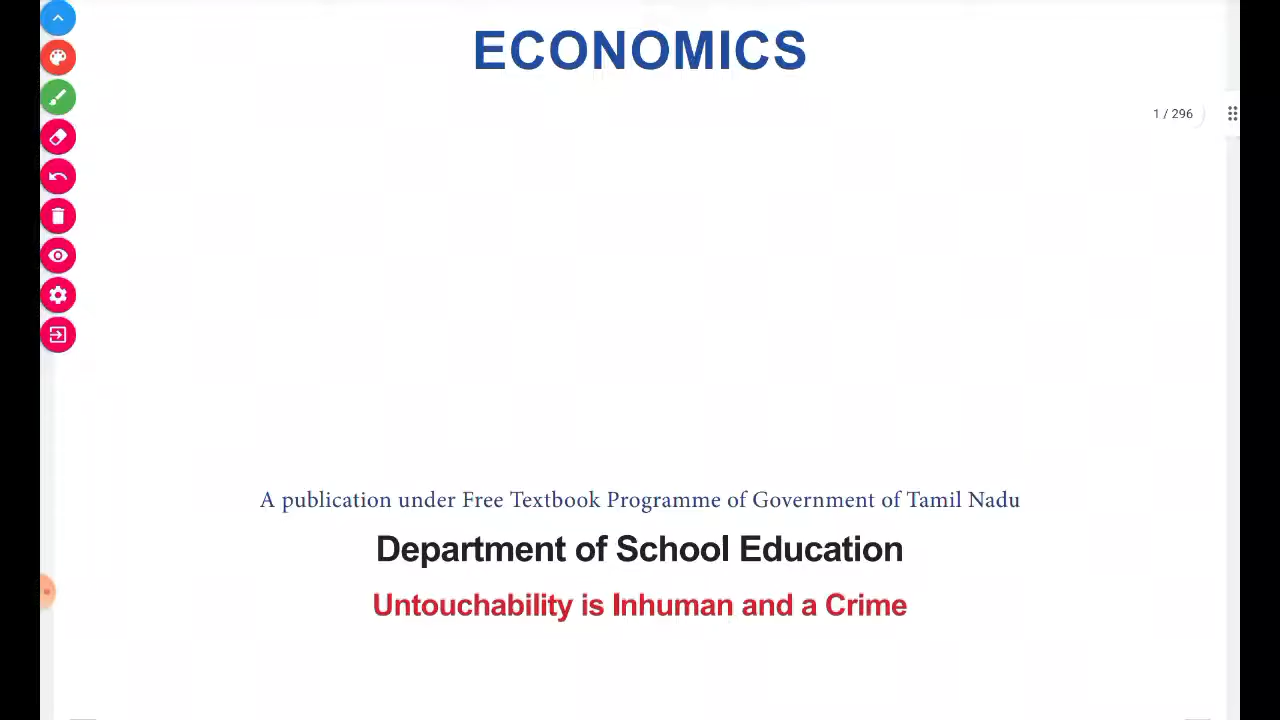 ECONOMICS
1 / 296
A publication under Free Textbook Programme of Government of Tamil Nadu
Department of School Education
Untouchability is Inhuman and a Crime